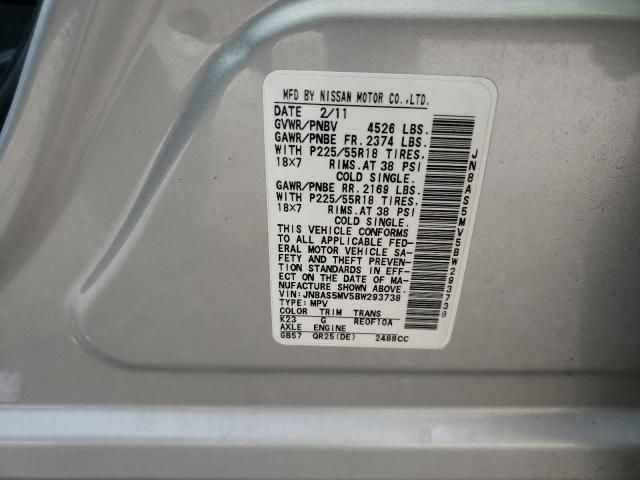 MFD BY NISSAN MOTOR CO.,LTD.
DATE 2/11
GVWR/PNBV 4526 LBS.
GAWR/PNBE FR. 2374 LBS.
WITH P225/55R18 TIRES.
18X7 RIMS.AT 38 PSI
COLD SINGLE.
GAWR/PNBE RR. 2169 LBS.
WITH P225/55R18 TIRES.
18X7 RIMS.AT 38 PSI
COLD SINGLE.
THIS VEHICLE CONFORMS
TO ALL APPLICABLE FED-
ERAL MOTOR VEHICLE SA-
FETY AND THEFT PREVEN-
TION STANDARDS IN EFF-
ECT ON THE DATE OF MA-
NUFACTURE SHOWN ABOVE.
VIN: JN8AS5MV5BW293738
TYPE: MPV
COLOR TRIM TRANS
K23 G RE0F10A
AXLE ENGINE
GB57 QR25(DE) 2488CC
JN8AS5MV5BW293738